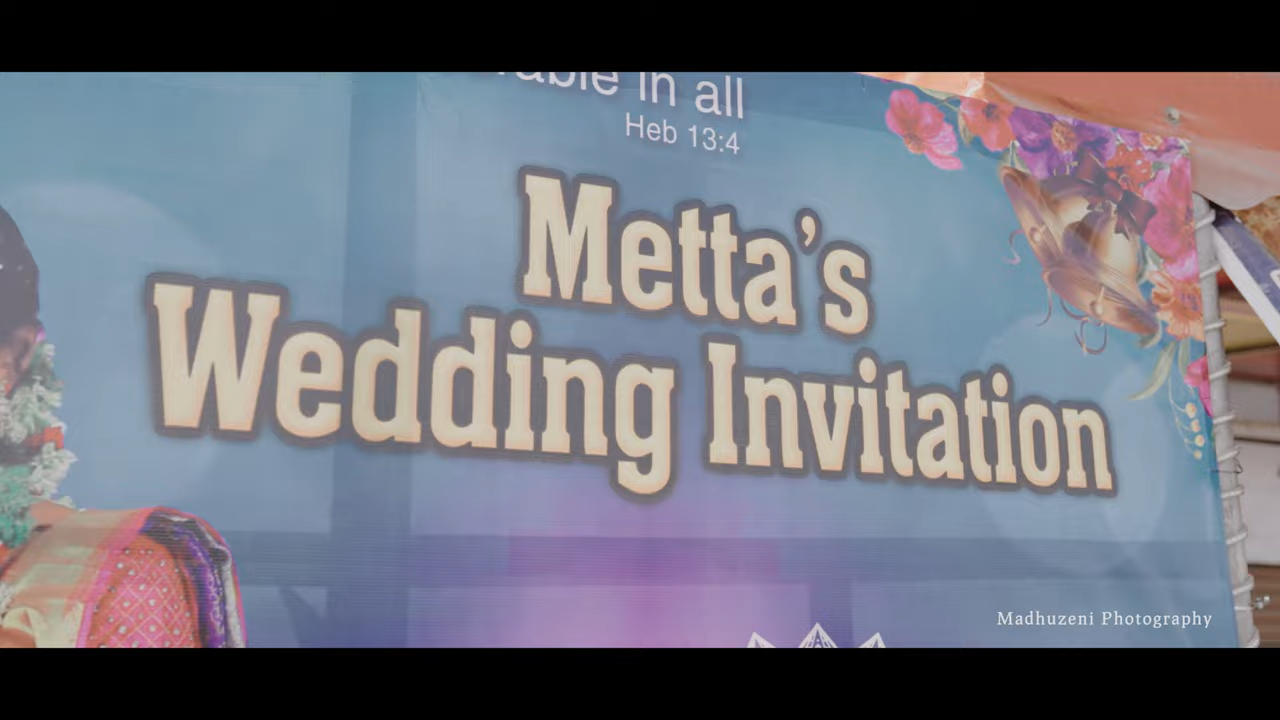 in all
Heb 13:4
Metta's
Wedding Invitation
Madhuzeni Photography